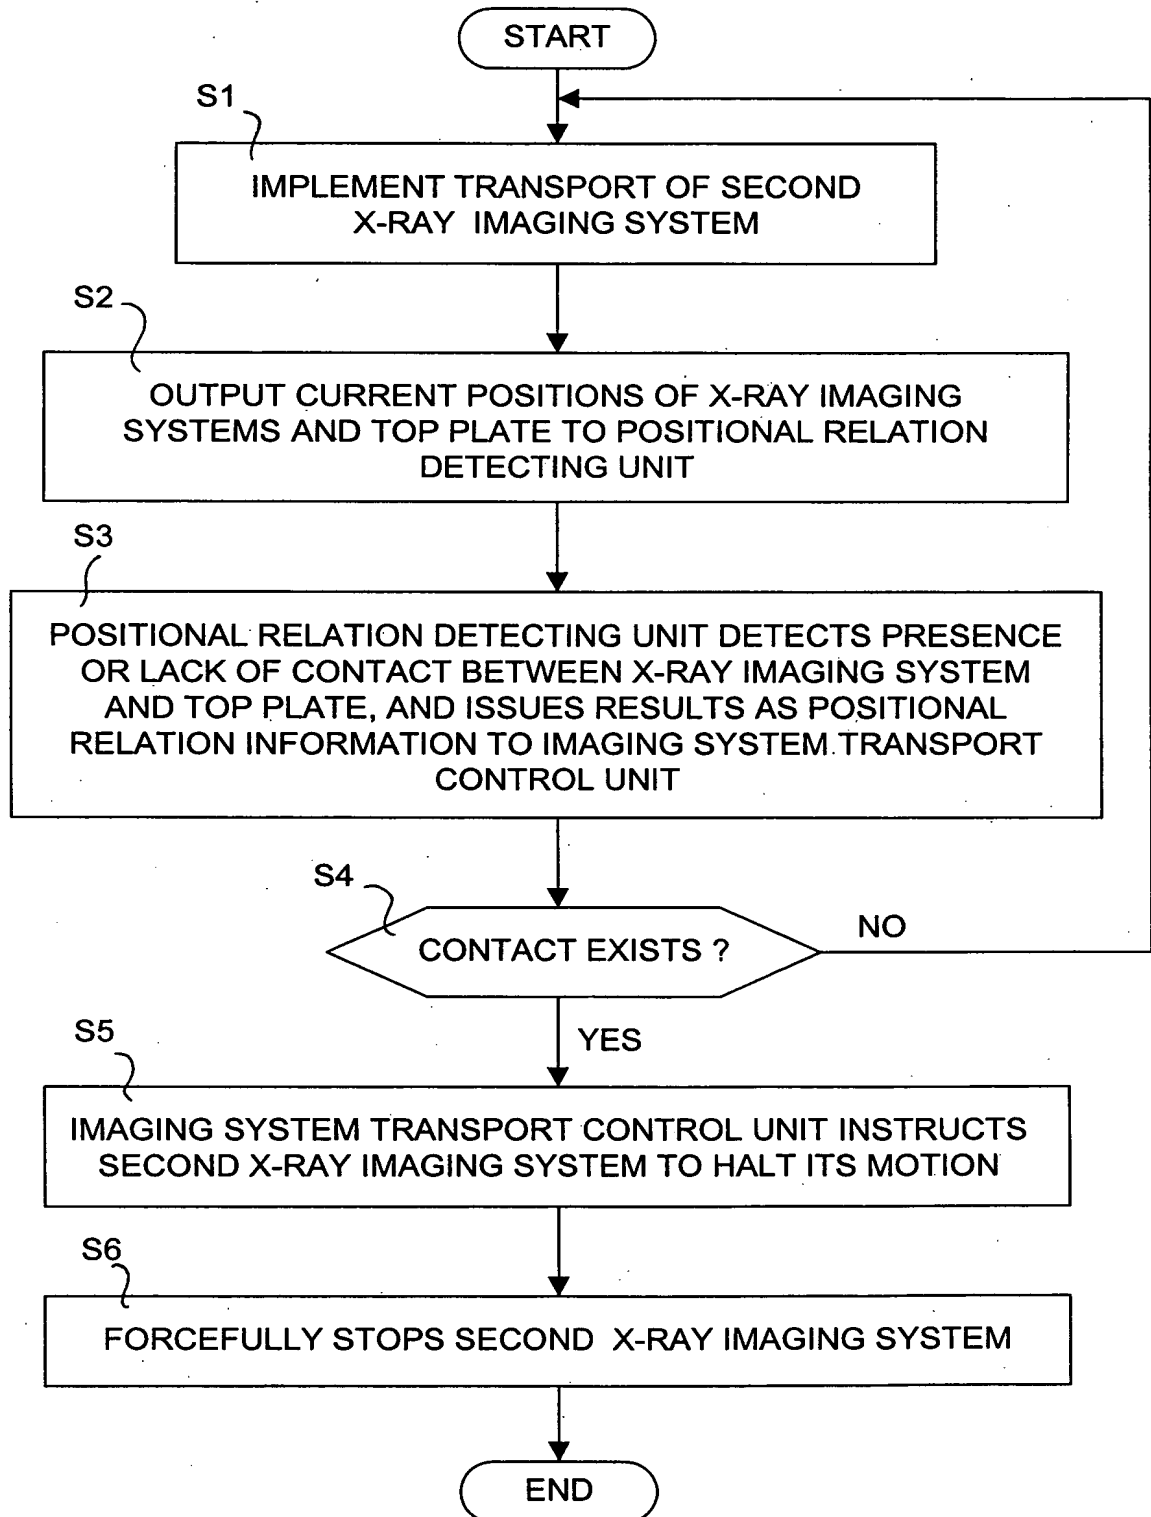 START
S1
IMPLEMENT TRANSPORT OF SECOND
X-RAY IMAGING SYSTEM
S2
OUTPUT CURRENT POSITIONS OF X-RAY IMAGING
SYSTEMS AND TOP PLATE TO POSITIONAL RELATION
DETECTING UNIT
S3
POSITIONAL RELATION DETECTING UNIT DETECTS PRESENCE
OR LACK OF CONTACT BETWEEN X-RAY IMAGING SYSTEM
AND TOP PLATE, AND ISSUES RESULTS AS POSITIONAL
RELATION INFORMATION TO IMAGING SYSTEM TRANSPORT
CONTROL UNIT
S4
CONTACT EXISTS ?
NO
YES
S5
IMAGING SYSTEM TRANSPORT CONTROL UNIT INSTRUCTS
SECOND X-RAY IMAGING SYSTEM TO HALT ITS MOTION
S6
FORCEFULLY STOPS SECOND X-RAY IMAGING SYSTEM
END